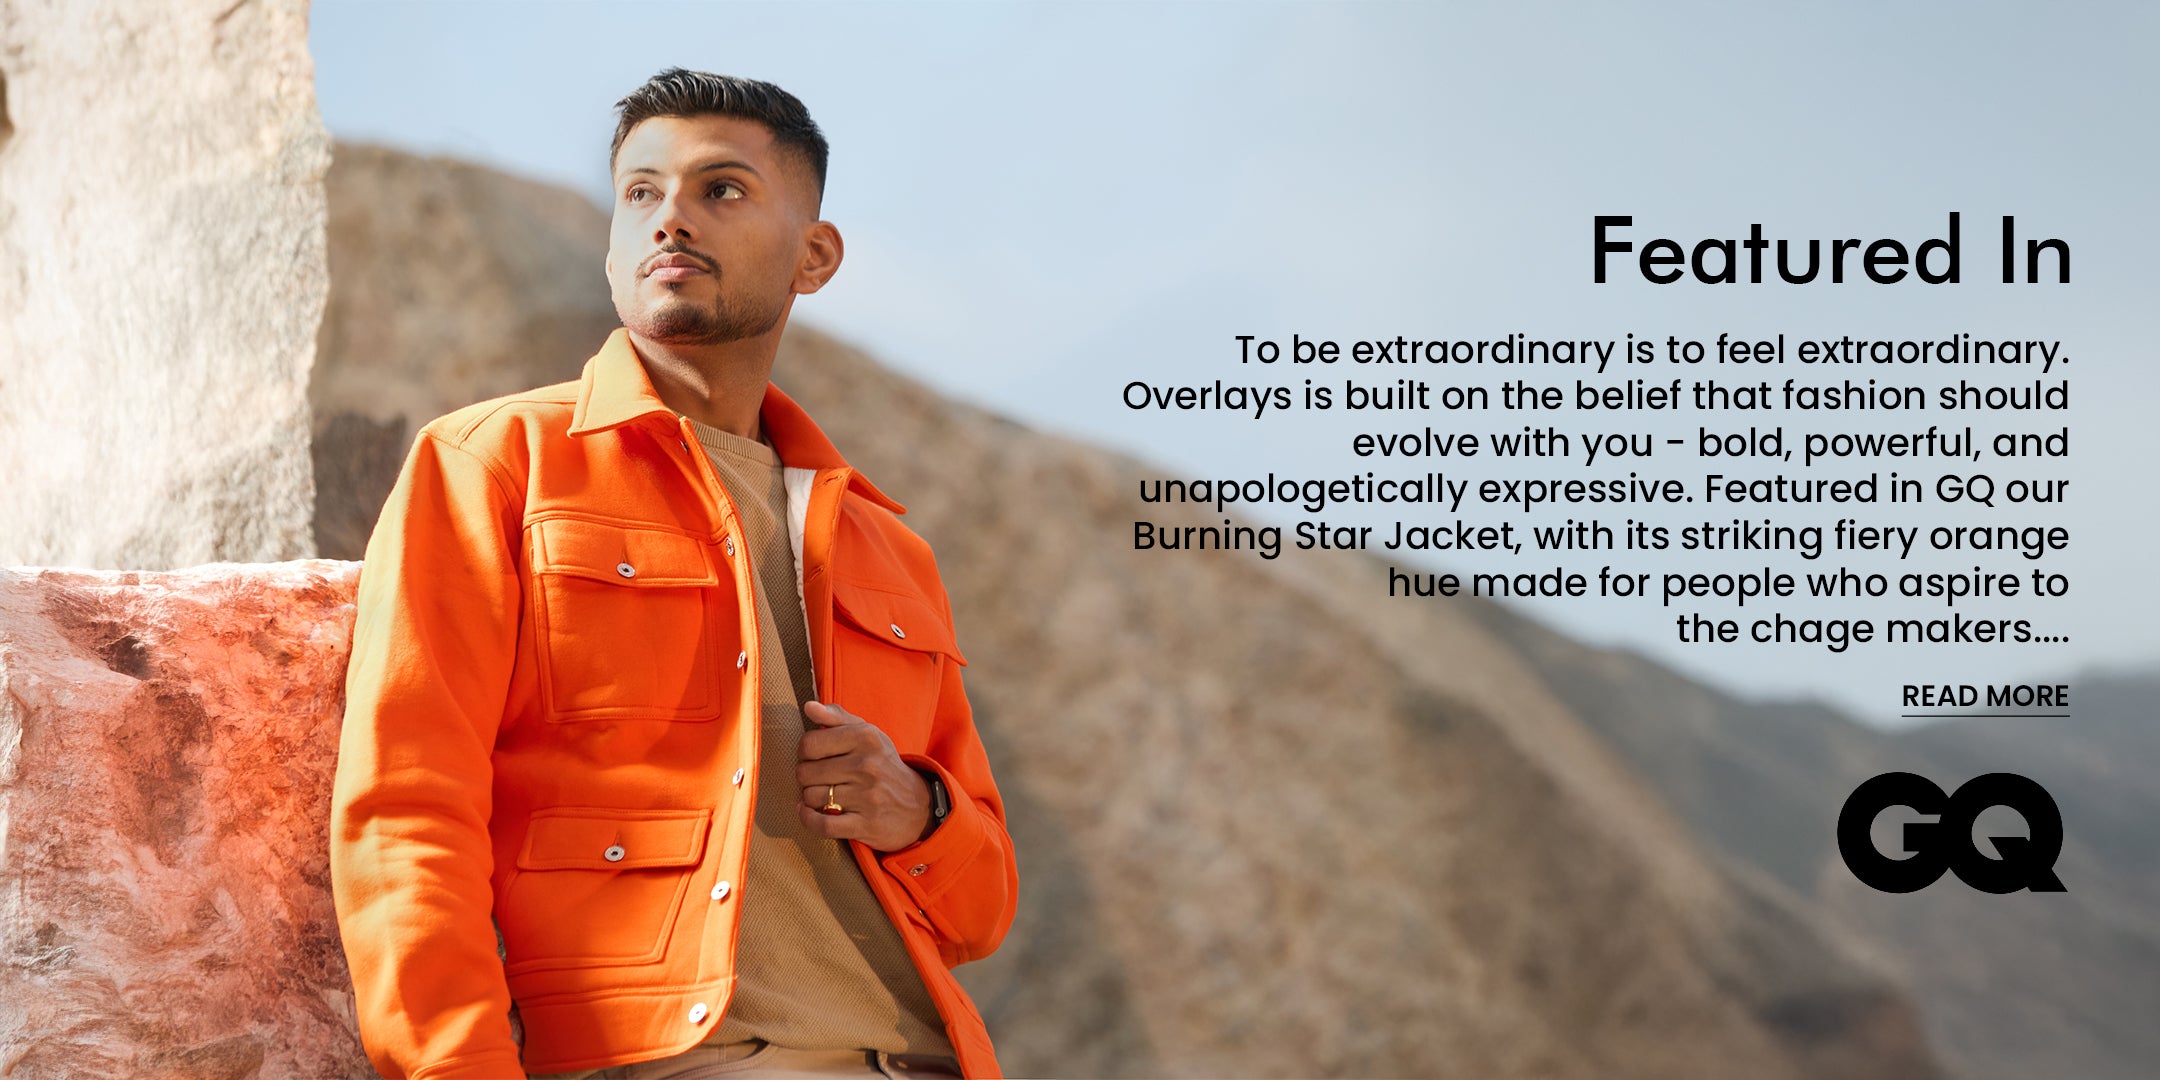 Featured In
To be extraordinary is to feel extraordinary.
Overlays is built on the belief that fashion should
evolve with you - bold, powerful, and
unapologetically expressive. Featured in GQ our
Burning Star Jacket, with its striking fiery orange
hue made for people who aspire to
the chage makers....
READ MORE
GQ